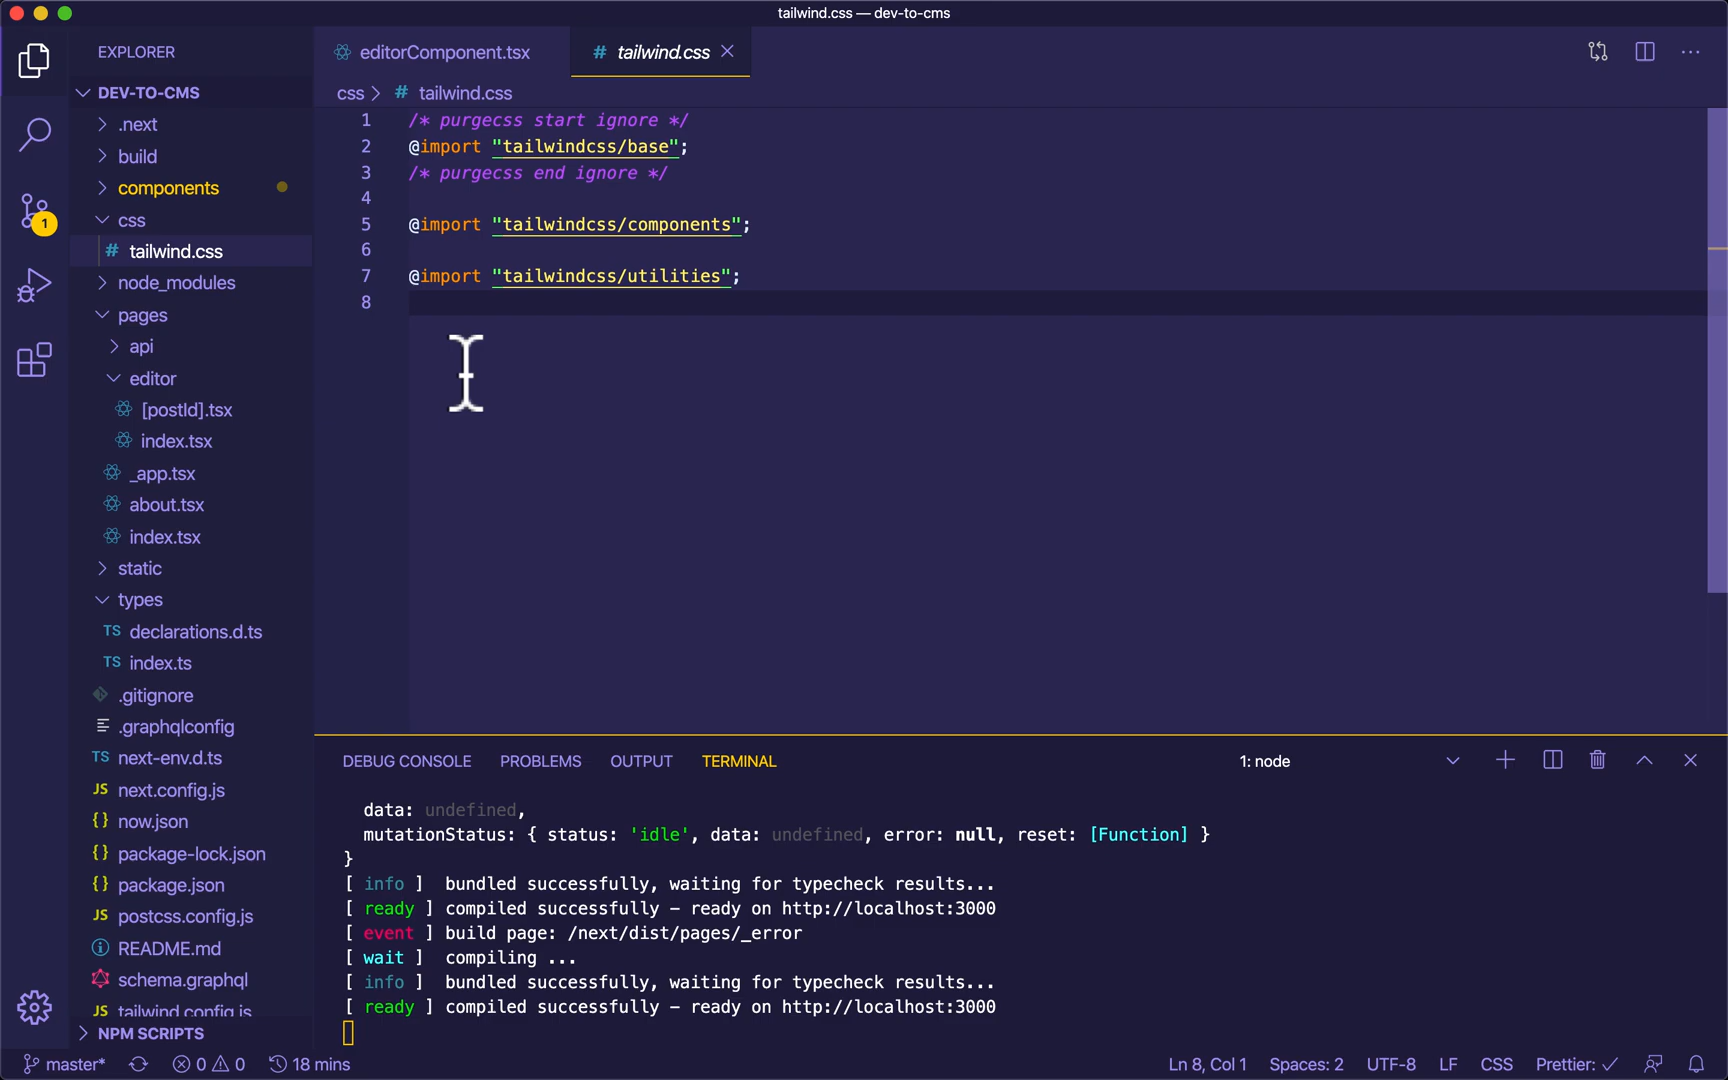 tailwind.css — dev-to-cms
EXPLORER
DEV-TO-CMS
.next
build
components
css
tailwind.css
node_modules
pages
api
editor
[postId].tsx
index.tsx
_app.tsx
about.tsx
index.tsx
static
types
TS declarations.d.ts
TS index.ts
.gitignore
.graphqlconfig
TS next-env.d.ts
JS next.config.js
{} now.json
{} package-lock.json
{} package.json
JS postcss.config.js
README.md
schema.graphql
JS tailwind.config.js
NPM SCRIPTS
1
editorComponent.tsx
# tailwind.css
css > # tailwind.css
1 /* purgecss start ignore */
2 @import "tailwindcss/base";
3 /* purgecss end ignore */
4
5 @import "tailwindcss/components";
6
7 @import "tailwindcss/utilities";
8
DEBUG CONSOLE PROBLEMS OUTPUT TERMINAL 1: node
data: undefined,
mutationStatus: { status: 'idle', data: undefined, error: null, reset: [Function] }
}
[ info ] bundled successfully, waiting for typecheck results...
[ ready ] compiled successfully – ready on http://localhost:3000
[ event ] build page: /next/dist/pages/_error
[ wait ] compiling ...
[ info ] bundled successfully, waiting for typecheck results...
[ ready ] compiled successfully – ready on http://localhost:3000
master* 0 0 18 mins Ln 8, Col 1 Spaces: 2 UTF-8 LF CSS Prettier: ✓